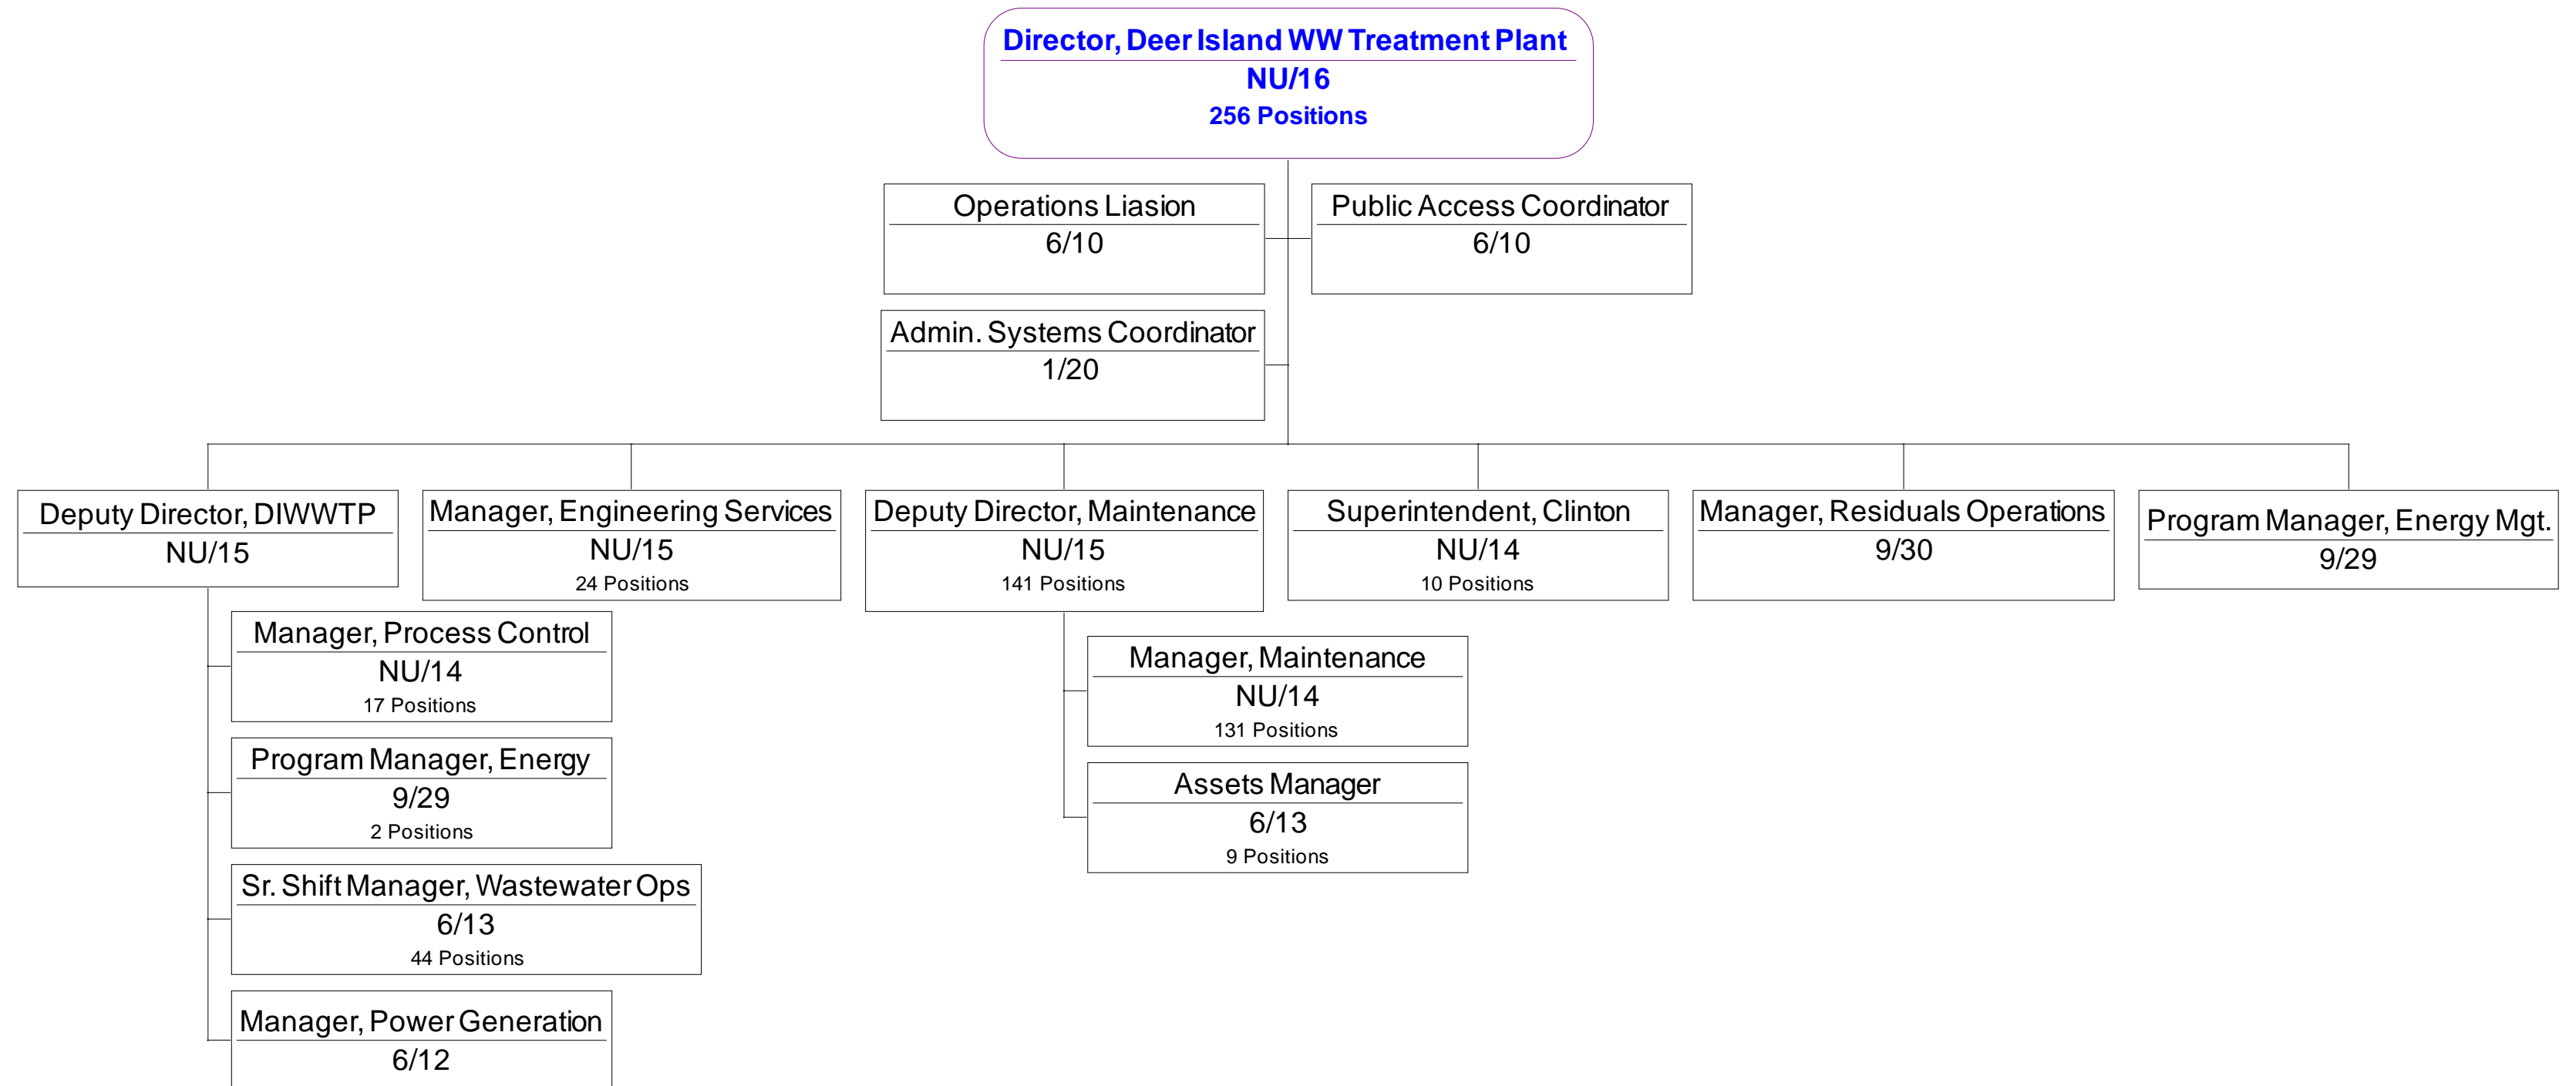 Director, Deer Island WW Treatment Plant
NU/16
256 Positions
Operations Liasion
6/10
Public Access Coordinator
6/10
Admin. Systems Coordinator
1/20
Deputy Director, DIWWTP
NU/15
Manager, Engineering Services
NU/15
24 Positions
Deputy Director, Maintenance
NU/15
141 Positions
Superintendent, Clinton
NU/14
10 Positions
Manager, Residuals Operations
9/30
Program Manager, Energy Mgt.
9/29
Manager, Process Control
NU/14
17 Positions
Program Manager, Energy
9/29
2 Positions
Sr. Shift Manager, Wastewater Ops
6/13
44 Positions
Manager, Power Generation
6/12
Manager, Maintenance
NU/14
131 Positions
Assets Manager
6/13
9 Positions